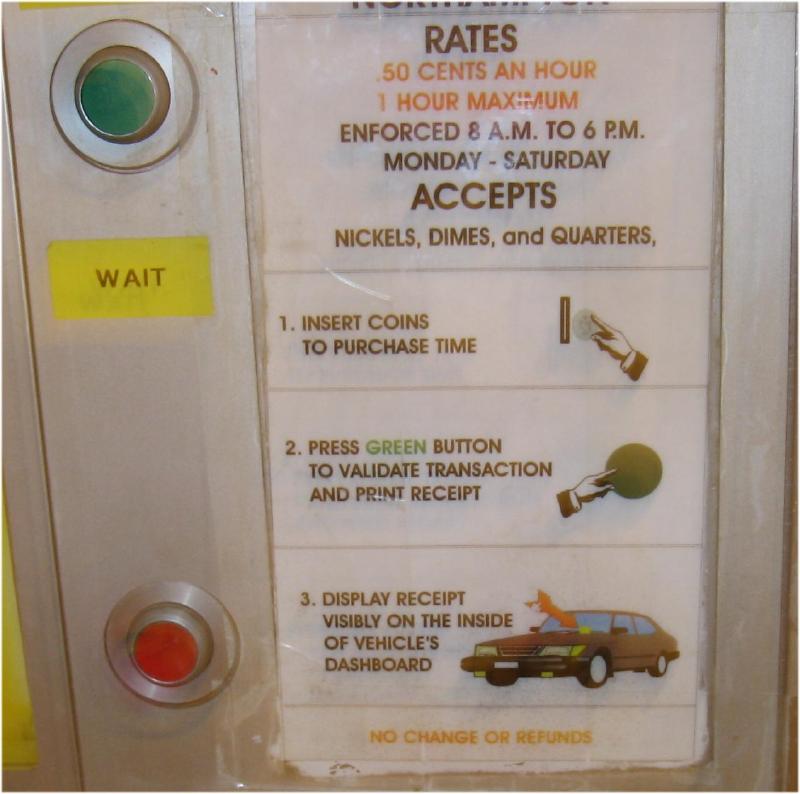 NORTHAMPTON
RATES
.50 CENTS AN HOUR
1 HOUR MAXIMUM
ENFORCED 8 A.M. TO 6 P.M.
MONDAY - SATURDAY
ACCEPTS
NICKELS, DIMES, and QUARTERS,
WAIT
1. INSERT COINS
TO PURCHASE TIME
2. PRESS GREEN BUTTON
TO VALIDATE TRANSACTION
AND PRINT RECEIPT
3. DISPLAY RECEIPT
VISIBLY ON THE INSIDE
OF VEHICLE'S
DASHBOARD
NO CHANGE OR REFUNDS